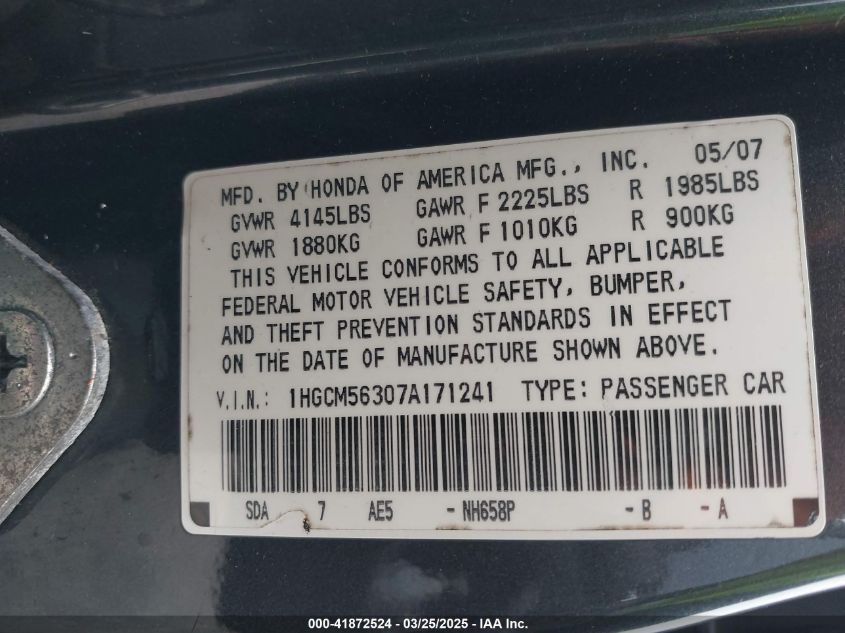 MFD. BY HONDA OF AMERICA MFG., INC. 05/07
GVWR 4145LBS GAWR F 2225LBS R 1985LBS
GVWR 1880KG GAWR F 1010KG R 900KG
THIS VEHICLE CONFORMS TO ALL APPLICABLE
FEDERAL MOTOR VEHICLE SAFETY, BUMPER,
AND THEFT PREVENTION STANDARDS IN EFFECT
ON THE DATE OF MANUFACTURE SHOWN ABOVE.
V.I.N.: 1HGCM56307A171241 TYPE: PASSENGER CAR
SDA 7 AE5 - NH658P - B - A
000-41872524 / 03/25/2025 - IAA Inc.